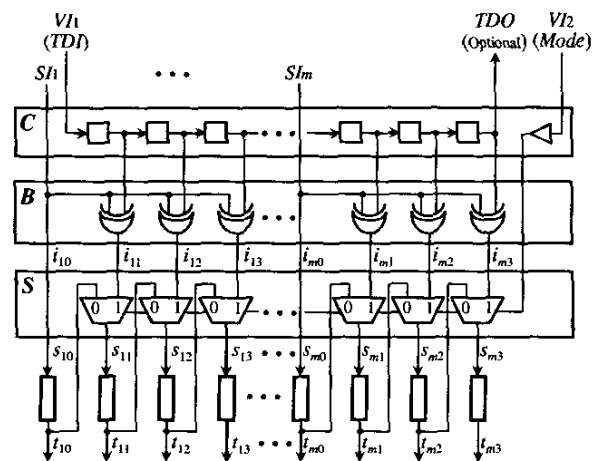 VI1 TDO VI2
(TDI) (Optional) (Mode)
SI1 • • • SIm
C • • •
B • • •
i10 i11 i12 i13 im0 im1 im2 im3
S 0 1 0 1 0 1 • • • 0 1 0 1 0 1
s10 s11 s12 s13 • • • sm0 sm1 sm2 sm3
• • •
t10 t11 t12 t13 • • • tm0 tm1 tm2 tm3